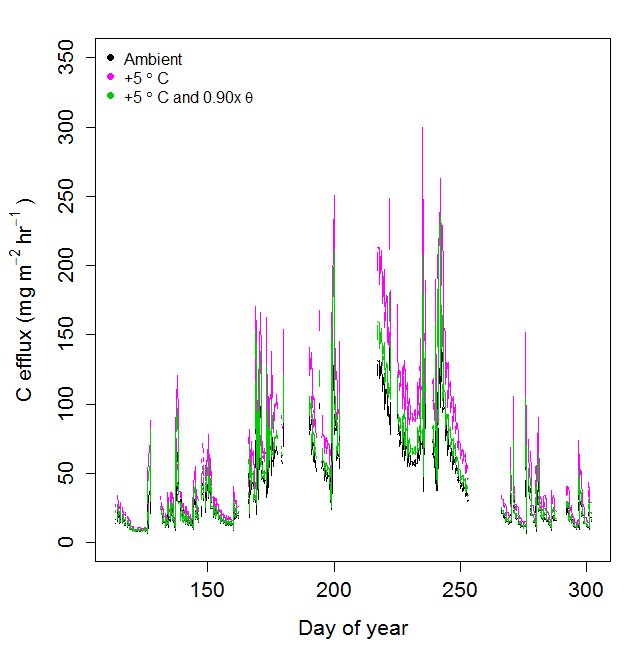 Ambient
+5 ° C
+5 ° C and 0.90x θ
350
300
250
200
150
100
50
0
C efflux (mg m⁻² hr⁻¹ )
150
200
250
300
Day of year